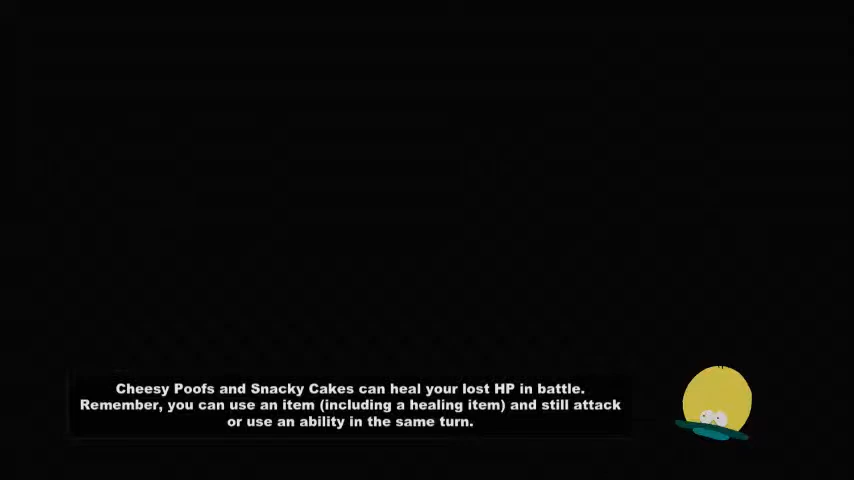 Cheesy Poofs and Snacky Cakes can heal your lost HP in battle.
Remember, you can use an item (including a healing item) and still attack
or use an ability in the same turn.